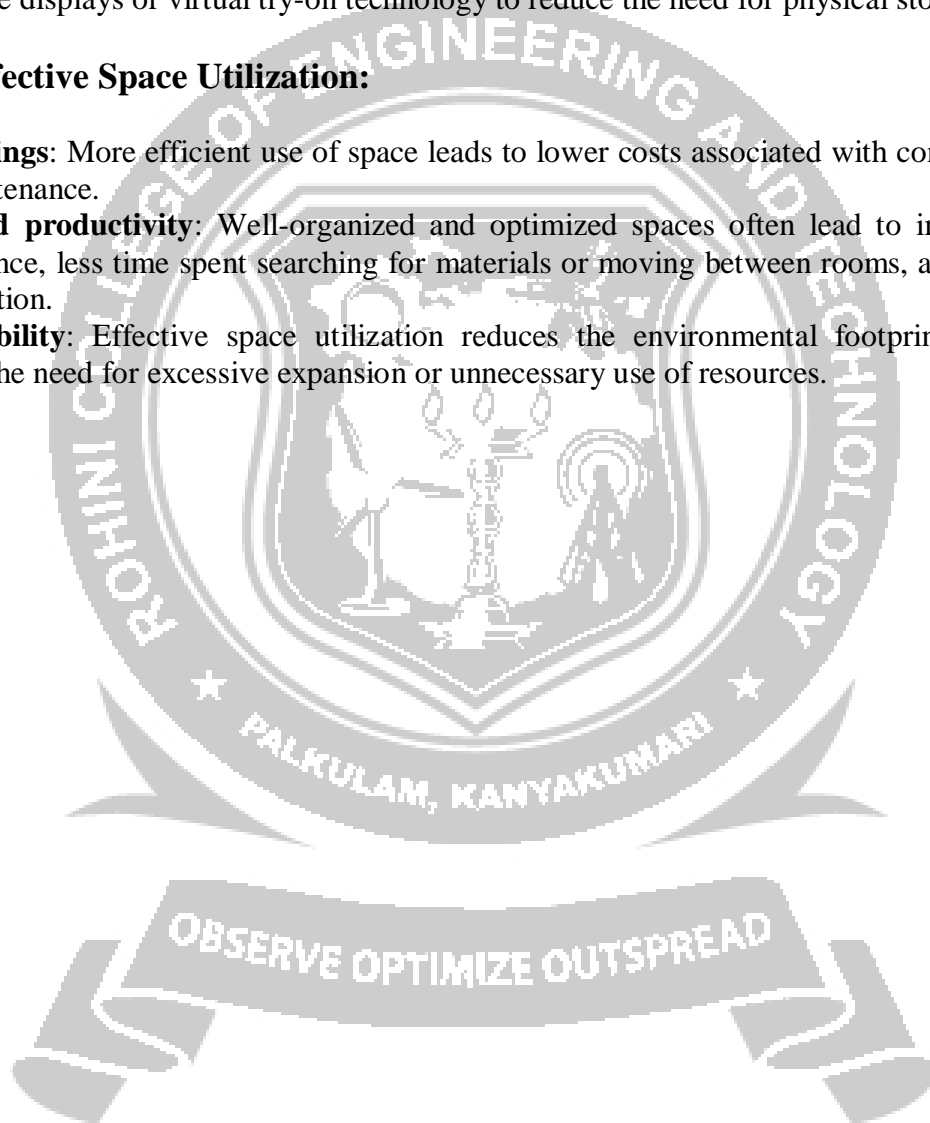 e displays or virtual try-on technology to reduce the need for physical sto
fective Space Utilization:
ings: More efficient use of space leads to lower costs associated with con
tenance.
d productivity: Well-organized and optimized spaces often lead to in
nce, less time spent searching for materials or moving between rooms, a
tion.
bility: Effective space utilization reduces the environmental footprin
he need for excessive expansion or unnecessary use of resources.
ROHINI COLLEGE OF ENGINEERING AND TECHNOLOGY
PALKULAM, KANYAKUMARI
OBSERVE OPTIMIZE OUTSPREAD